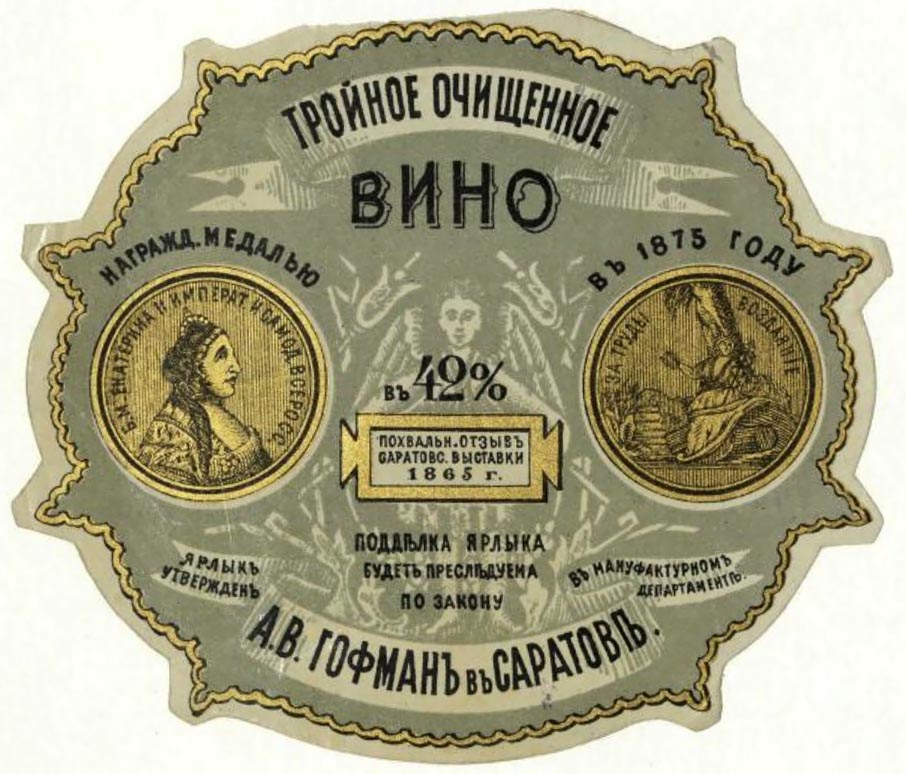 ТРОЙНОЕ ОЧИЩЕННОЕ
ВИНО
НАГРАЖД. МЕДАЛЬЮ
ВЪ 1875 ГОДУ
Б.М. ЕКАТЕРИНА II ИМПЕРАТ. И САМОД. ВСЕРОСС.
ЗА ТРУДЫ ВОЗДАЯНІЕ
ВЪ 42%
ПОХВАЛЬН. ОТЗЫВЪ
САРАТОВС. ВЫСТАВКИ
1865 г.
ПОДДѢЛКА ЯРЛЫКА
БУДЕТЪ ПРЕСЛѢДУЕМА
ПО ЗАКОНУ
ЯРЛЫКЪ
УТВЕРЖДЕНЪ
ВЪ МАНУФАКТУРНОМЪ
ДЕПАРТАМЕНТѢ.
А.В. ГОФМАНЪ ВЪ САРАТОВѢ.